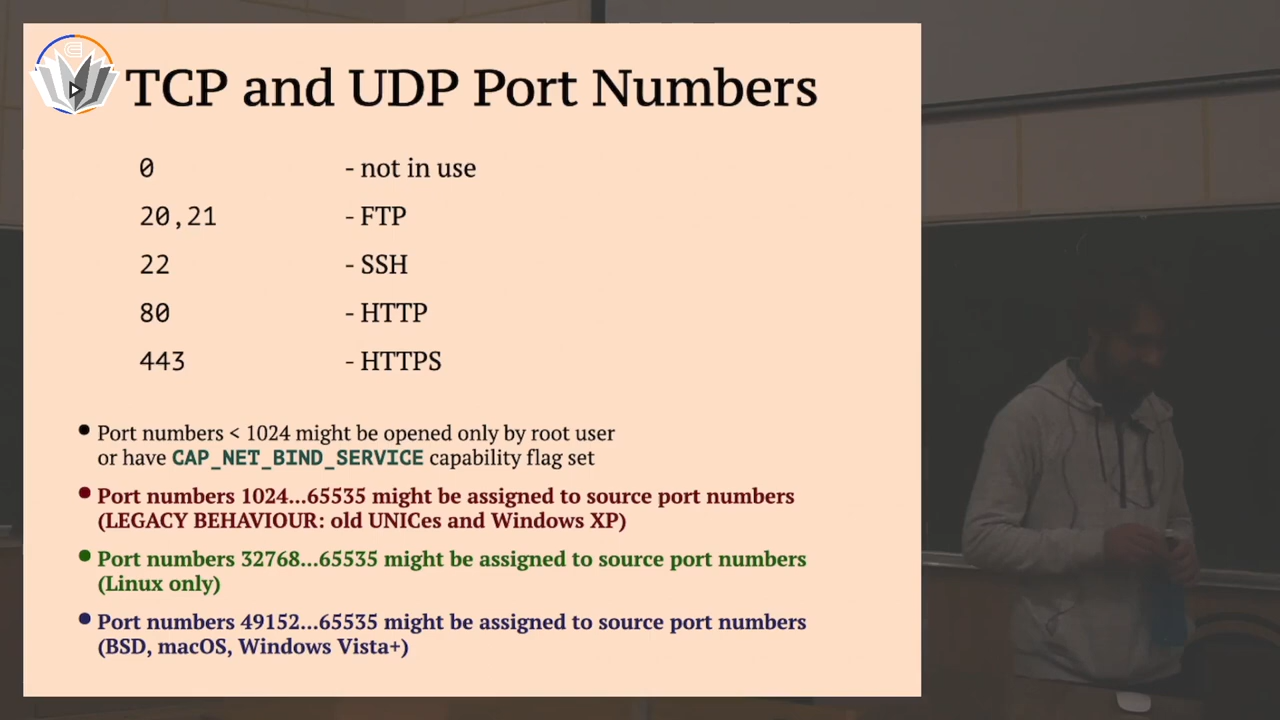 TCP and UDP Port Numbers
0 - not in use
20,21 - FTP
22 - SSH
80 - HTTP
443 - HTTPS
● Port numbers < 1024 might be opened only by root user
or have CAP_NET_BIND_SERVICE capability flag set
● Port numbers 1024...65535 might be assigned to source port numbers
(LEGACY BEHAVIOUR: old UNICes and Windows XP)
● Port numbers 32768...65535 might be assigned to source port numbers
(Linux only)
● Port numbers 49152...65535 might be assigned to source port numbers
(BSD, macOS, Windows Vista+)